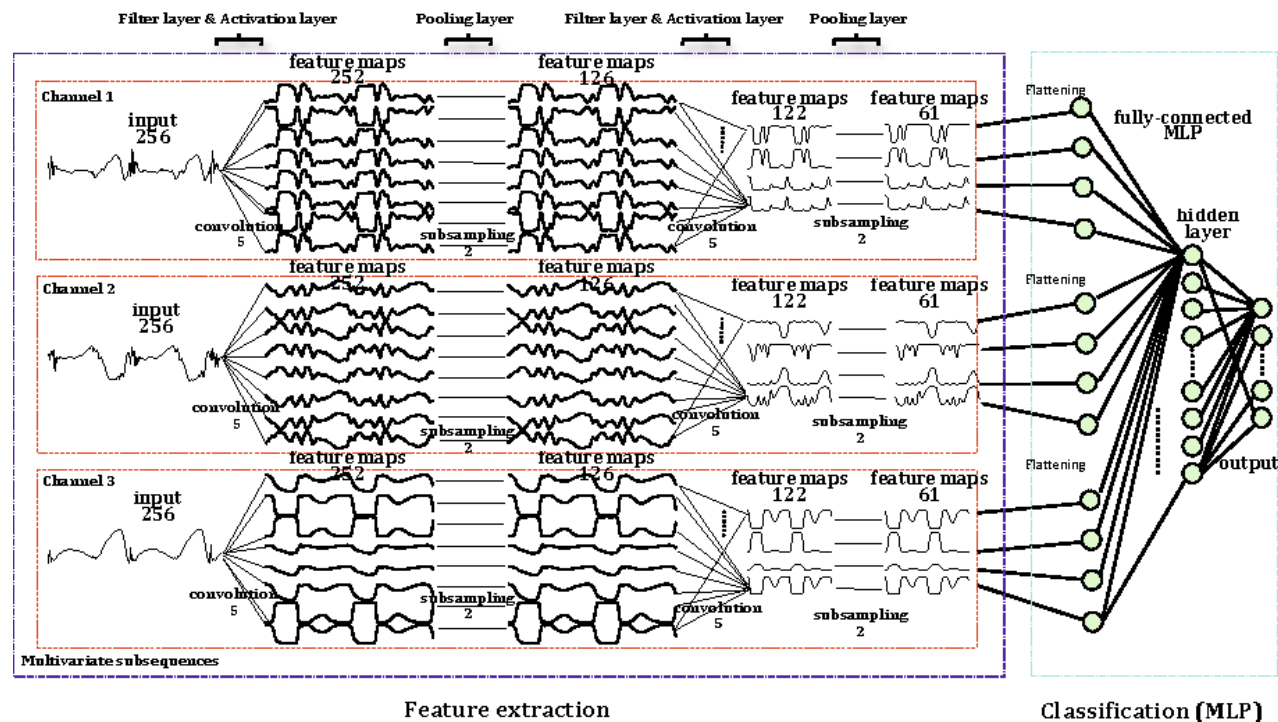 Filter layer & Activation layer
Pooling layer
Filter layer & Activation layer
Pooling layer
Channel 1
input
256
feature maps
252
convolution
5
subsampling
2
feature maps
126
convolution
5
feature maps
122
subsampling
2
feature maps
61
Channel 2
input
256
feature maps
252
convolution
5
subsampling
2
feature maps
126
convolution
5
feature maps
122
subsampling
2
feature maps
61
Channel 3
input
256
feature maps
252
convolution
5
subsampling
2
feature maps
126
convolution
5
feature maps
122
subsampling
2
feature maps
61
Multivariate subsequences
Flattening
Flattening
Flattening
fully-connected
MLP
hidden
layer
output
Feature extraction
Classification (MLP)